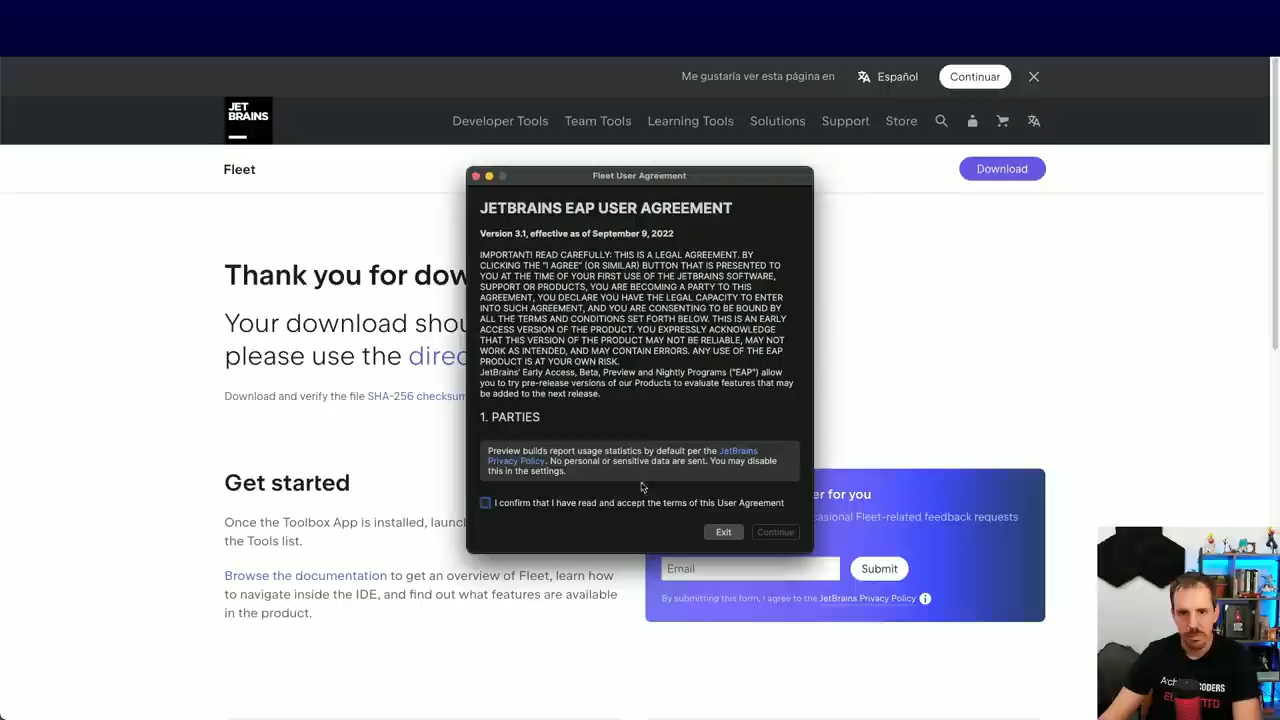 Me gustaría ver esta página en
Español
Continuar
JET
BRAINS
Developer Tools
Team Tools
Learning Tools
Solutions
Support
Store
Fleet
Download
Fleet User Agreement
JETBRAINS EAP USER AGREEMENT
Version 3.1, effective as of September 9, 2022
IMPORTANT! READ CAREFULLY: THIS IS A LEGAL AGREEMENT. BY
CLICKING THE "I AGREE" (OR SIMILAR) BUTTON THAT IS PRESENTED TO
YOU AT THE TIME OF YOUR FIRST USE OF THE JETBRAINS SOFTWARE,
SUPPORT OR PRODUCTS, YOU ARE BECOMING A PARTY TO THIS
AGREEMENT, YOU DECLARE YOU HAVE THE LEGAL CAPACITY TO ENTER
INTO SUCH AGREEMENT, AND YOU ARE CONSENTING TO BE BOUND BY
ALL THE TERMS AND CONDITIONS SET FORTH BELOW. THIS IS AN EARLY
ACCESS VERSION OF THE PRODUCT. YOU EXPRESSLY ACKNOWLEDGE
THAT THIS VERSION OF THE PRODUCT MAY NOT BE RELIABLE, MAY NOT
WORK AS INTENDED, AND MAY CONTAIN ERRORS. ANY USE OF THE EAP
PRODUCT IS AT YOUR OWN RISK.
JetBrains' Early Access, Beta, Preview and Nightly Programs ("EAP") allow
you to try pre-release versions of our Products to evaluate features that may
be added to the next release.
1. PARTIES
Preview builds report usage statistics by default per the JetBrains
Privacy Policy. No personal or sensitive data are sent. You may disable
this in the settings.
I confirm that I have read and accept the terms of this User Agreement
Exit
Continue
Thank you for dow
Your download shou
please use the direc
Download and verify the file SHA-256 checksum
Get started
Once the Toolbox App is installed, launc
the Tools list.
Browse the documentation to get an overview of Fleet, learn how
to navigate inside the IDE, and find out what features are available
in the product.
er for you
casional Fleet-related feedback requests
Email
Submit
By submitting this form, I agree to the JetBrains Privacy Policy